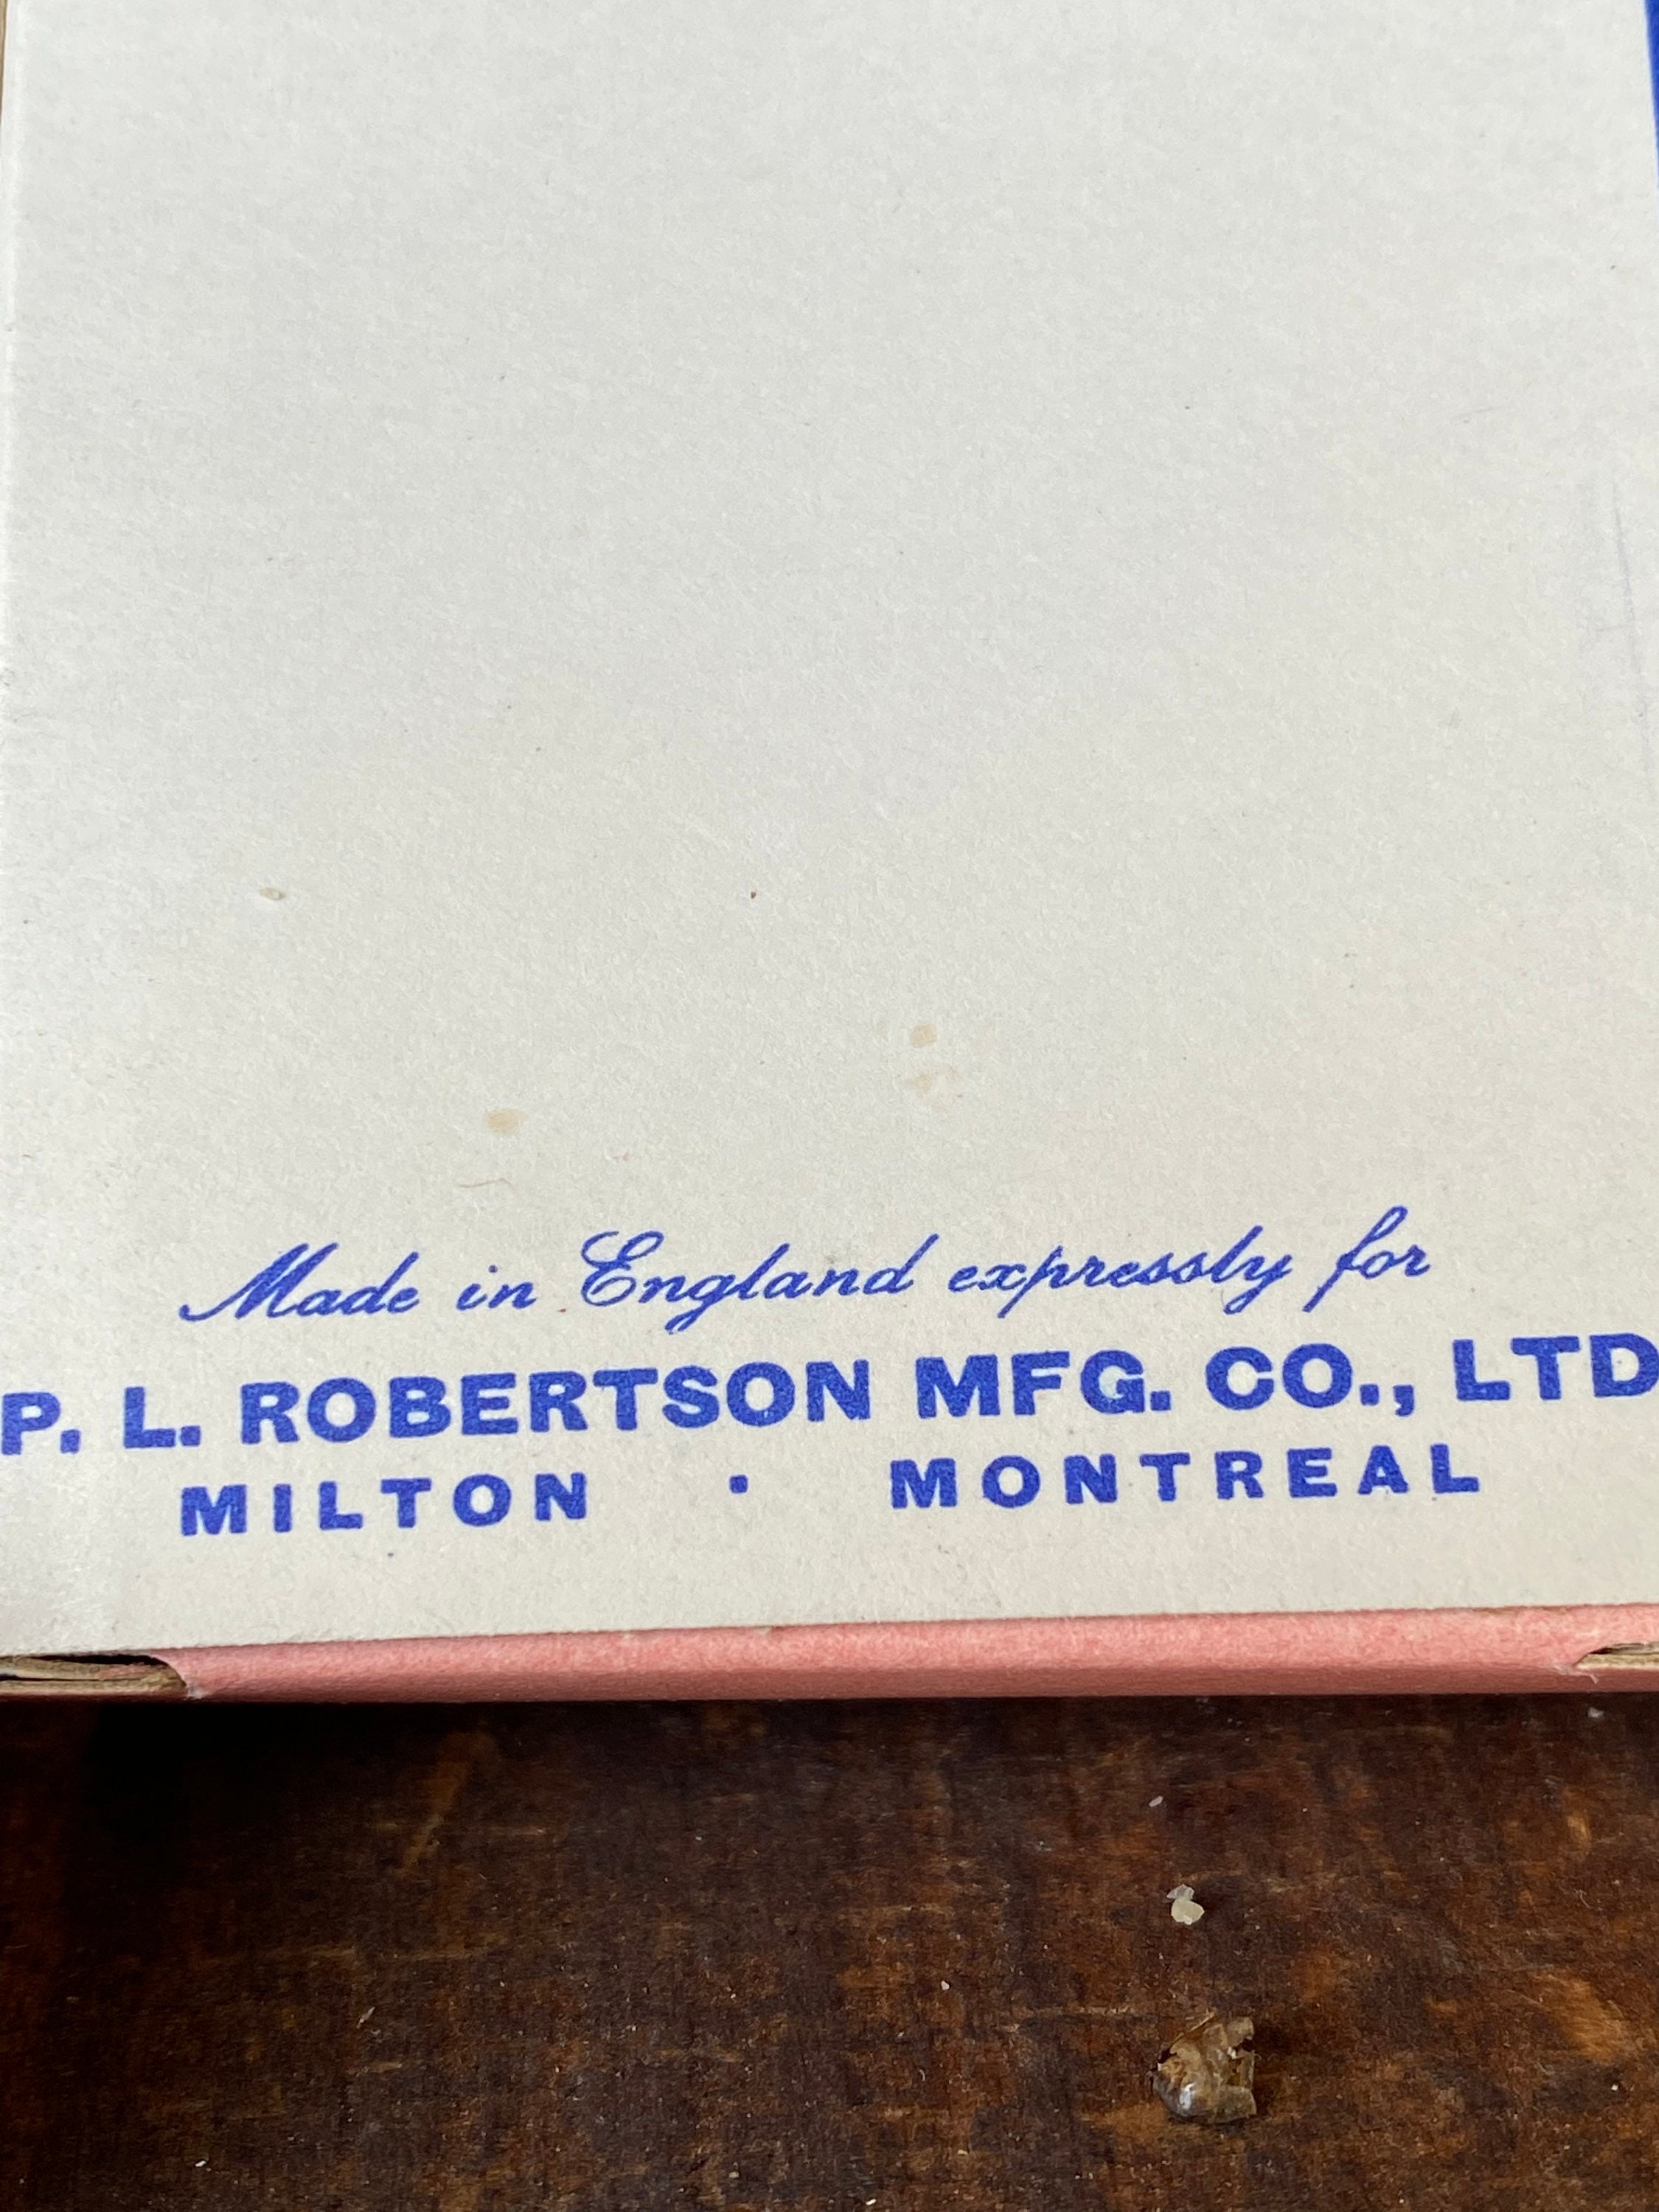 Made in England expressly for
P. L. ROBERTSON MFG. CO., LTD
MILTON · MONTREAL